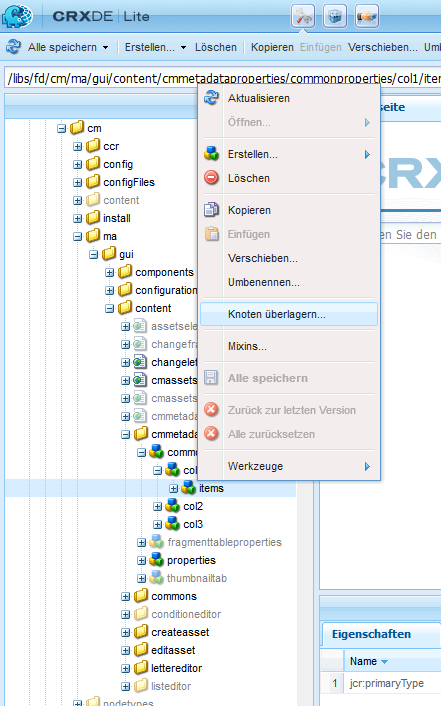 CRXDE | Lite
Alle speichern Erstellen... Löschen Kopieren Einfügen Verschieben... Umb
/libs/fd/cm/ma/gui/content/cmmetadataproperties/commonproperties/col1/iter
cm
ccr
config
configFiles
content
install
ma
gui
components
configuration
content
assetsele
changefra
changelet
cmassets
cmassets
cmmetad
cmmetada
commo
col
items
col2
col3
fragmenttableproperties
properties
thumbnailtab
commons
conditioneditor
createasset
editasset
lettereditor
listeditor
nodetypes
Aktualisieren
Öffnen...
Erstellen...
Löschen
Kopieren
Einfügen
Verschieben...
Umbenennen...
Knoten überlagern...
Mixins...
Alle speichern
Zurück zur letzten Version
Alle zurücksetzen
Werkzeuge
seite
CRX
en Sie den
Eigenschaften
Name
1 jcr:primaryType